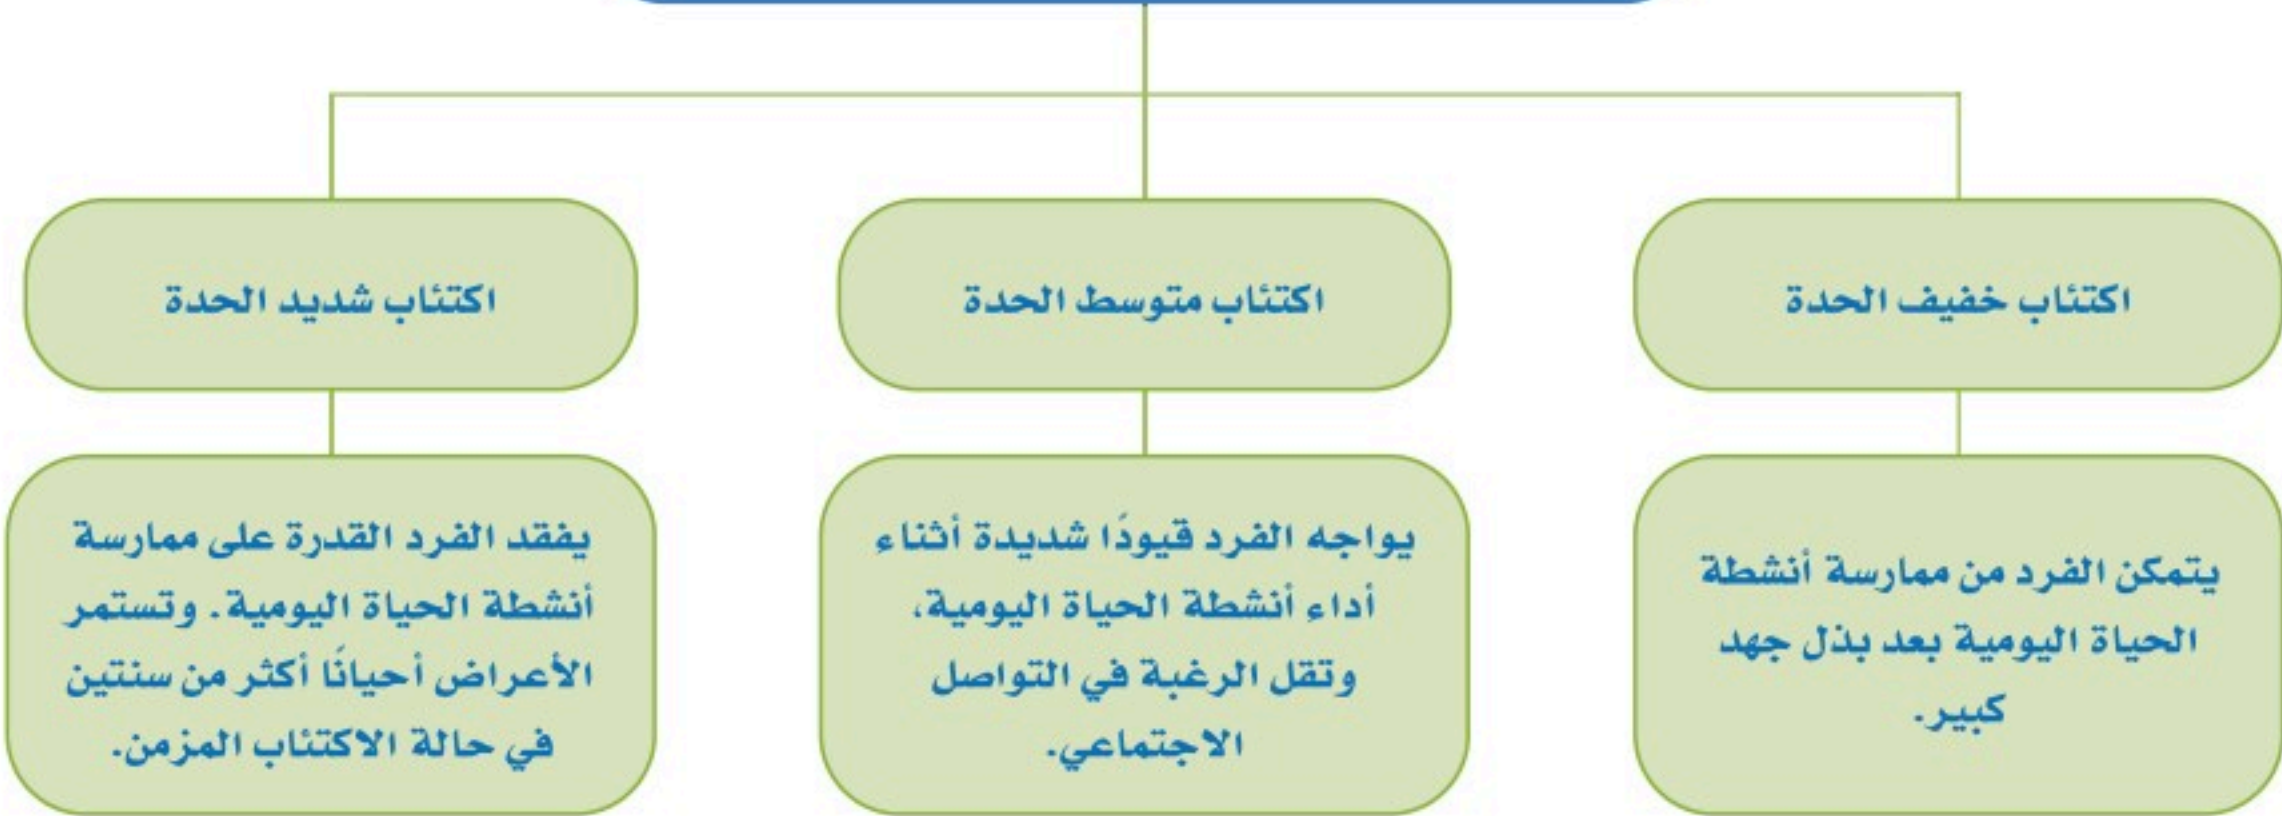 اكتئاب خفيف الحدة
اكتئاب متوسط الحدة
اكتئاب شديد الحدة
يتمكن الفرد من ممارسة أنشطة
الحياة اليومية بعد بذل جهد
كبير.
يواجه الفرد قيودًا شديدة أثناء
أداء أنشطة الحياة اليومية،
وتقل الرغبة في التواصل
الاجتماعي.
يفقد الفرد القدرة على ممارسة
أنشطة الحياة اليومية. وتستمر
الأعراض أحيانًا أكثر من سنتين
في حالة الاكتئاب المزمن.